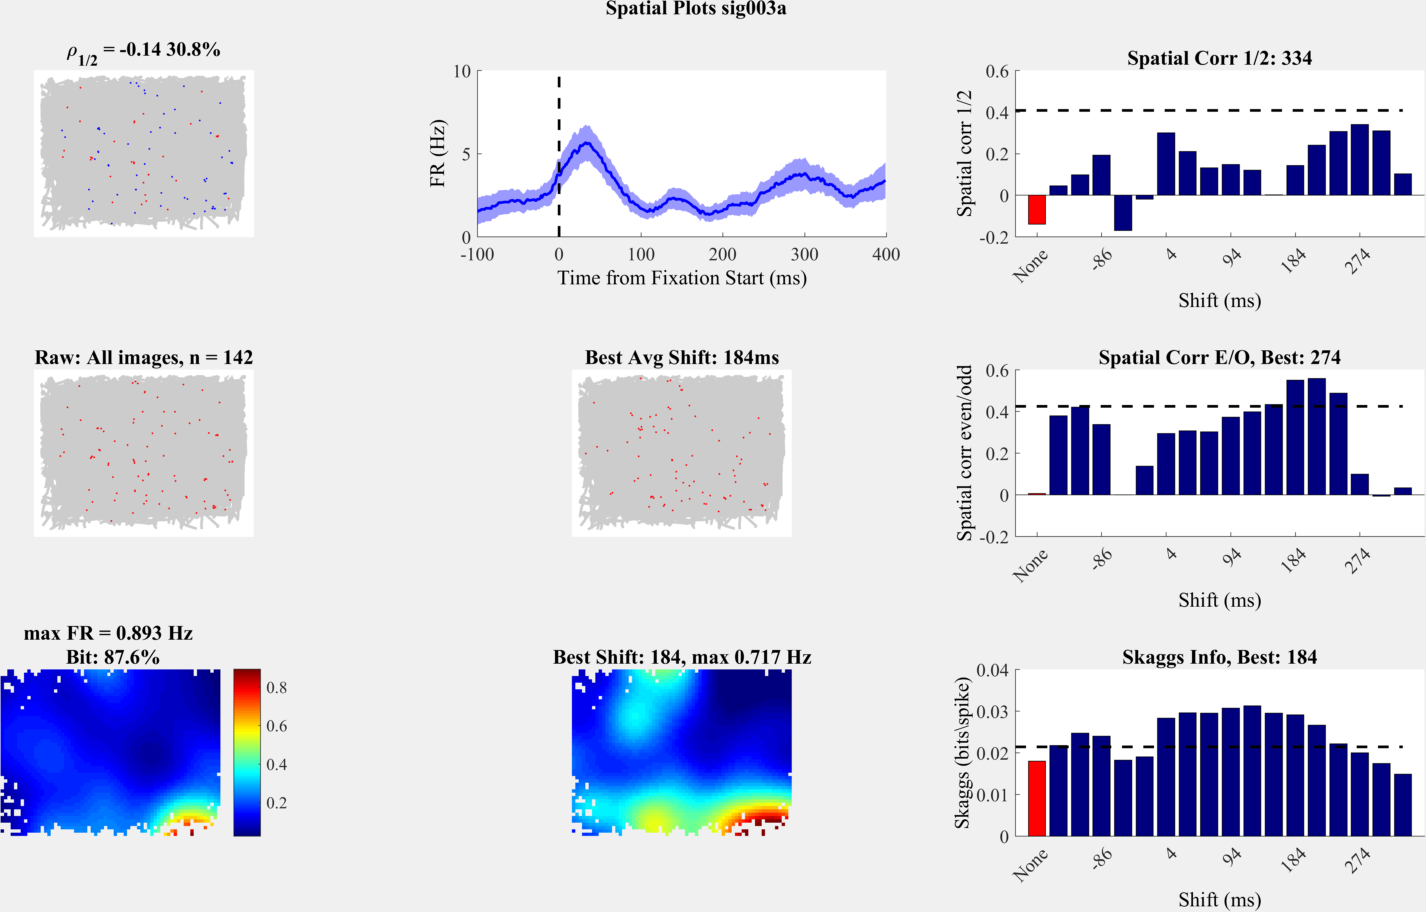 Spatial Plots sig003a
ρ1/2 = -0.14 30.8%
10
5
0
FR (Hz)
-100 0 100 200 300 400
Time from Fixation Start (ms)
Spatial Corr 1/2: 334
0.6
0.4
0.2
0
-0.2
Spatial corr 1/2
None -86 4 94 184 274
Shift (ms)
Raw: All images, n = 142
Best Avg Shift: 184ms
Spatial Corr E/O, Best: 274
0.6
0.4
0.2
0
-0.2
Spatial corr even/odd
None -86 4 94 184 274
Shift (ms)
max FR = 0.893 Hz
Bit: 87.6%
0.8
0.6
0.4
0.2
Best Shift: 184, max 0.717 Hz
Skaggs Info, Best: 184
0.04
0.03
0.02
0.01
0
Skaggs (bits\spike)
None -86 4 94 184 274
Shift (ms)